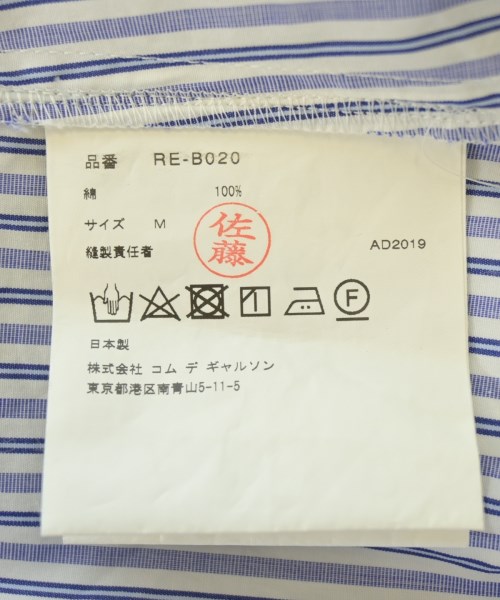 品番 RE-B020
綿 100%
サイズ M
佐藤
縫製責任者
AD2019
F
日本製
株式会社 コム デ ギャルソン
東京都港区南青山5-11-5